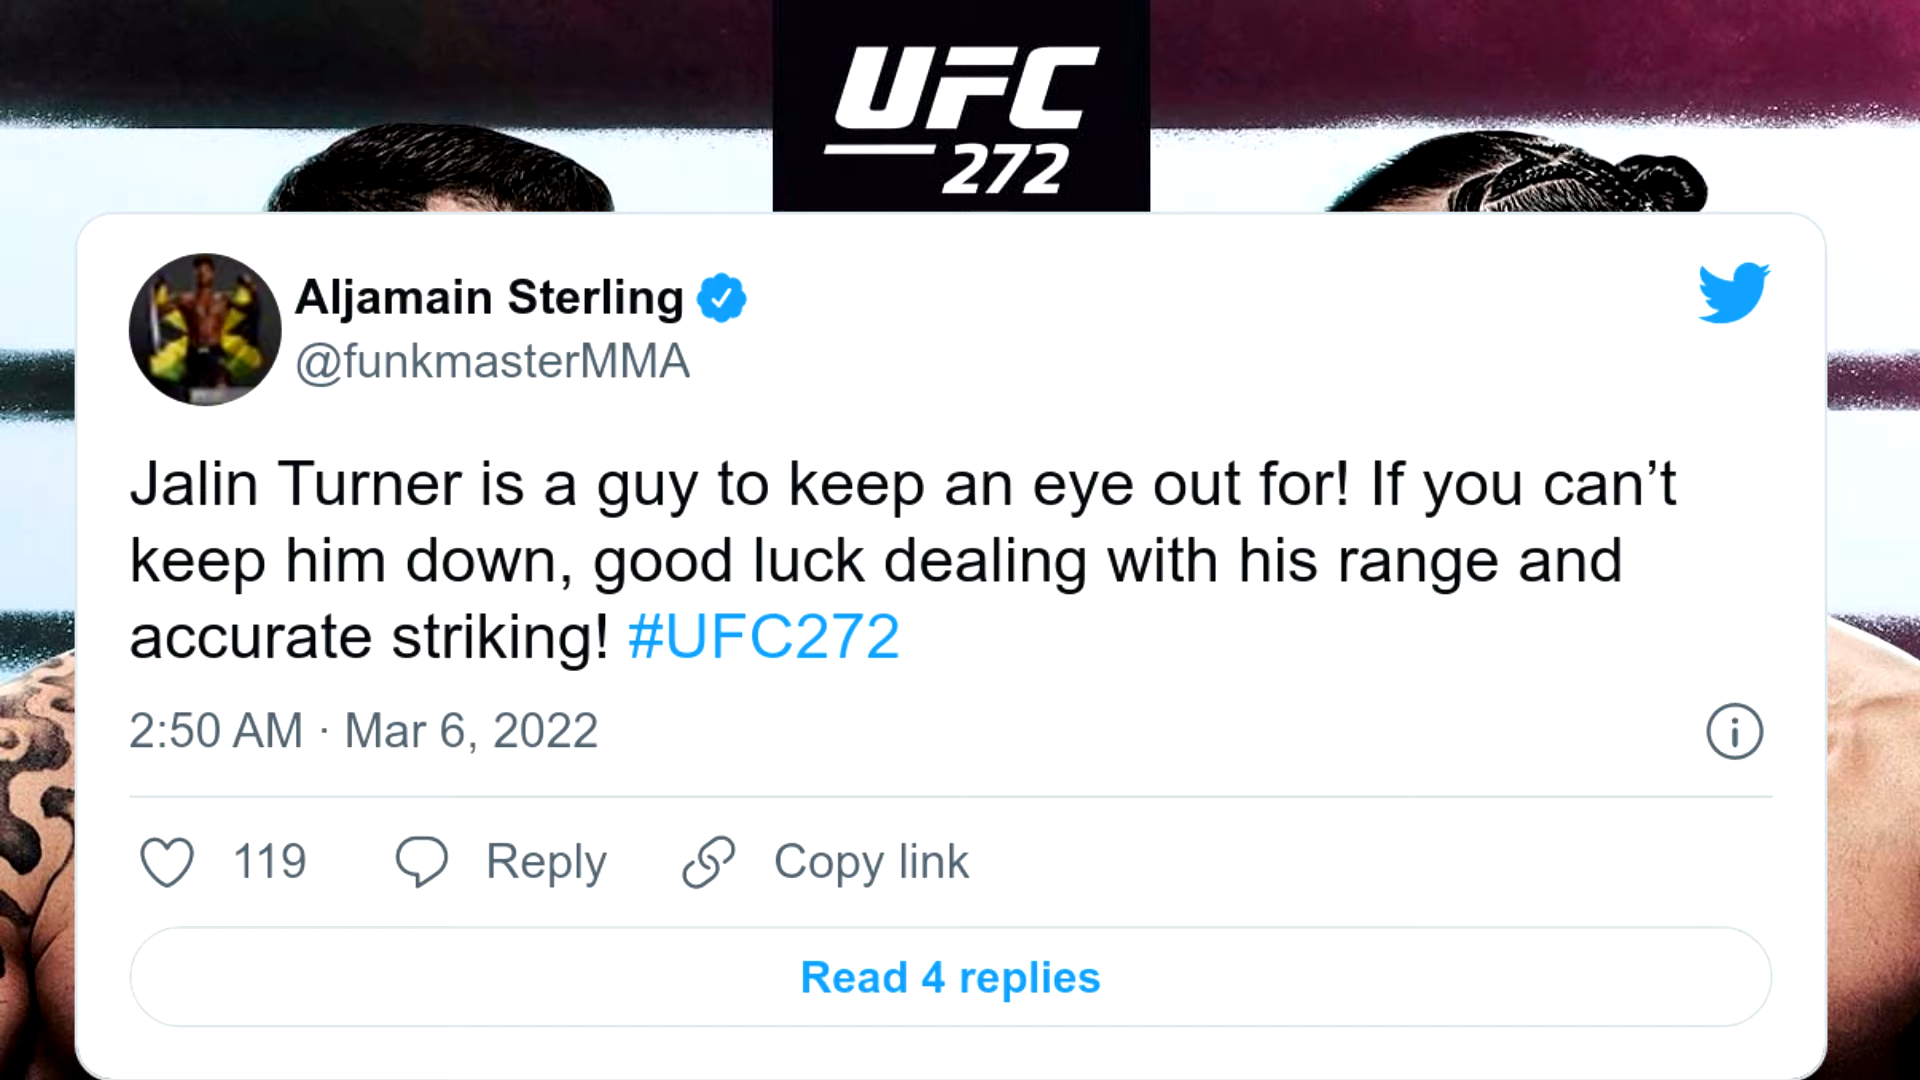 UFC
272
Aljamain Sterling
@funkmasterMMA
Jalin Turner is a guy to keep an eye out for! If you can’t
keep him down, good luck dealing with his range and
accurate striking! #UFC272
2:50 AM · Mar 6, 2022
119 Reply Copy link
Read 4 replies